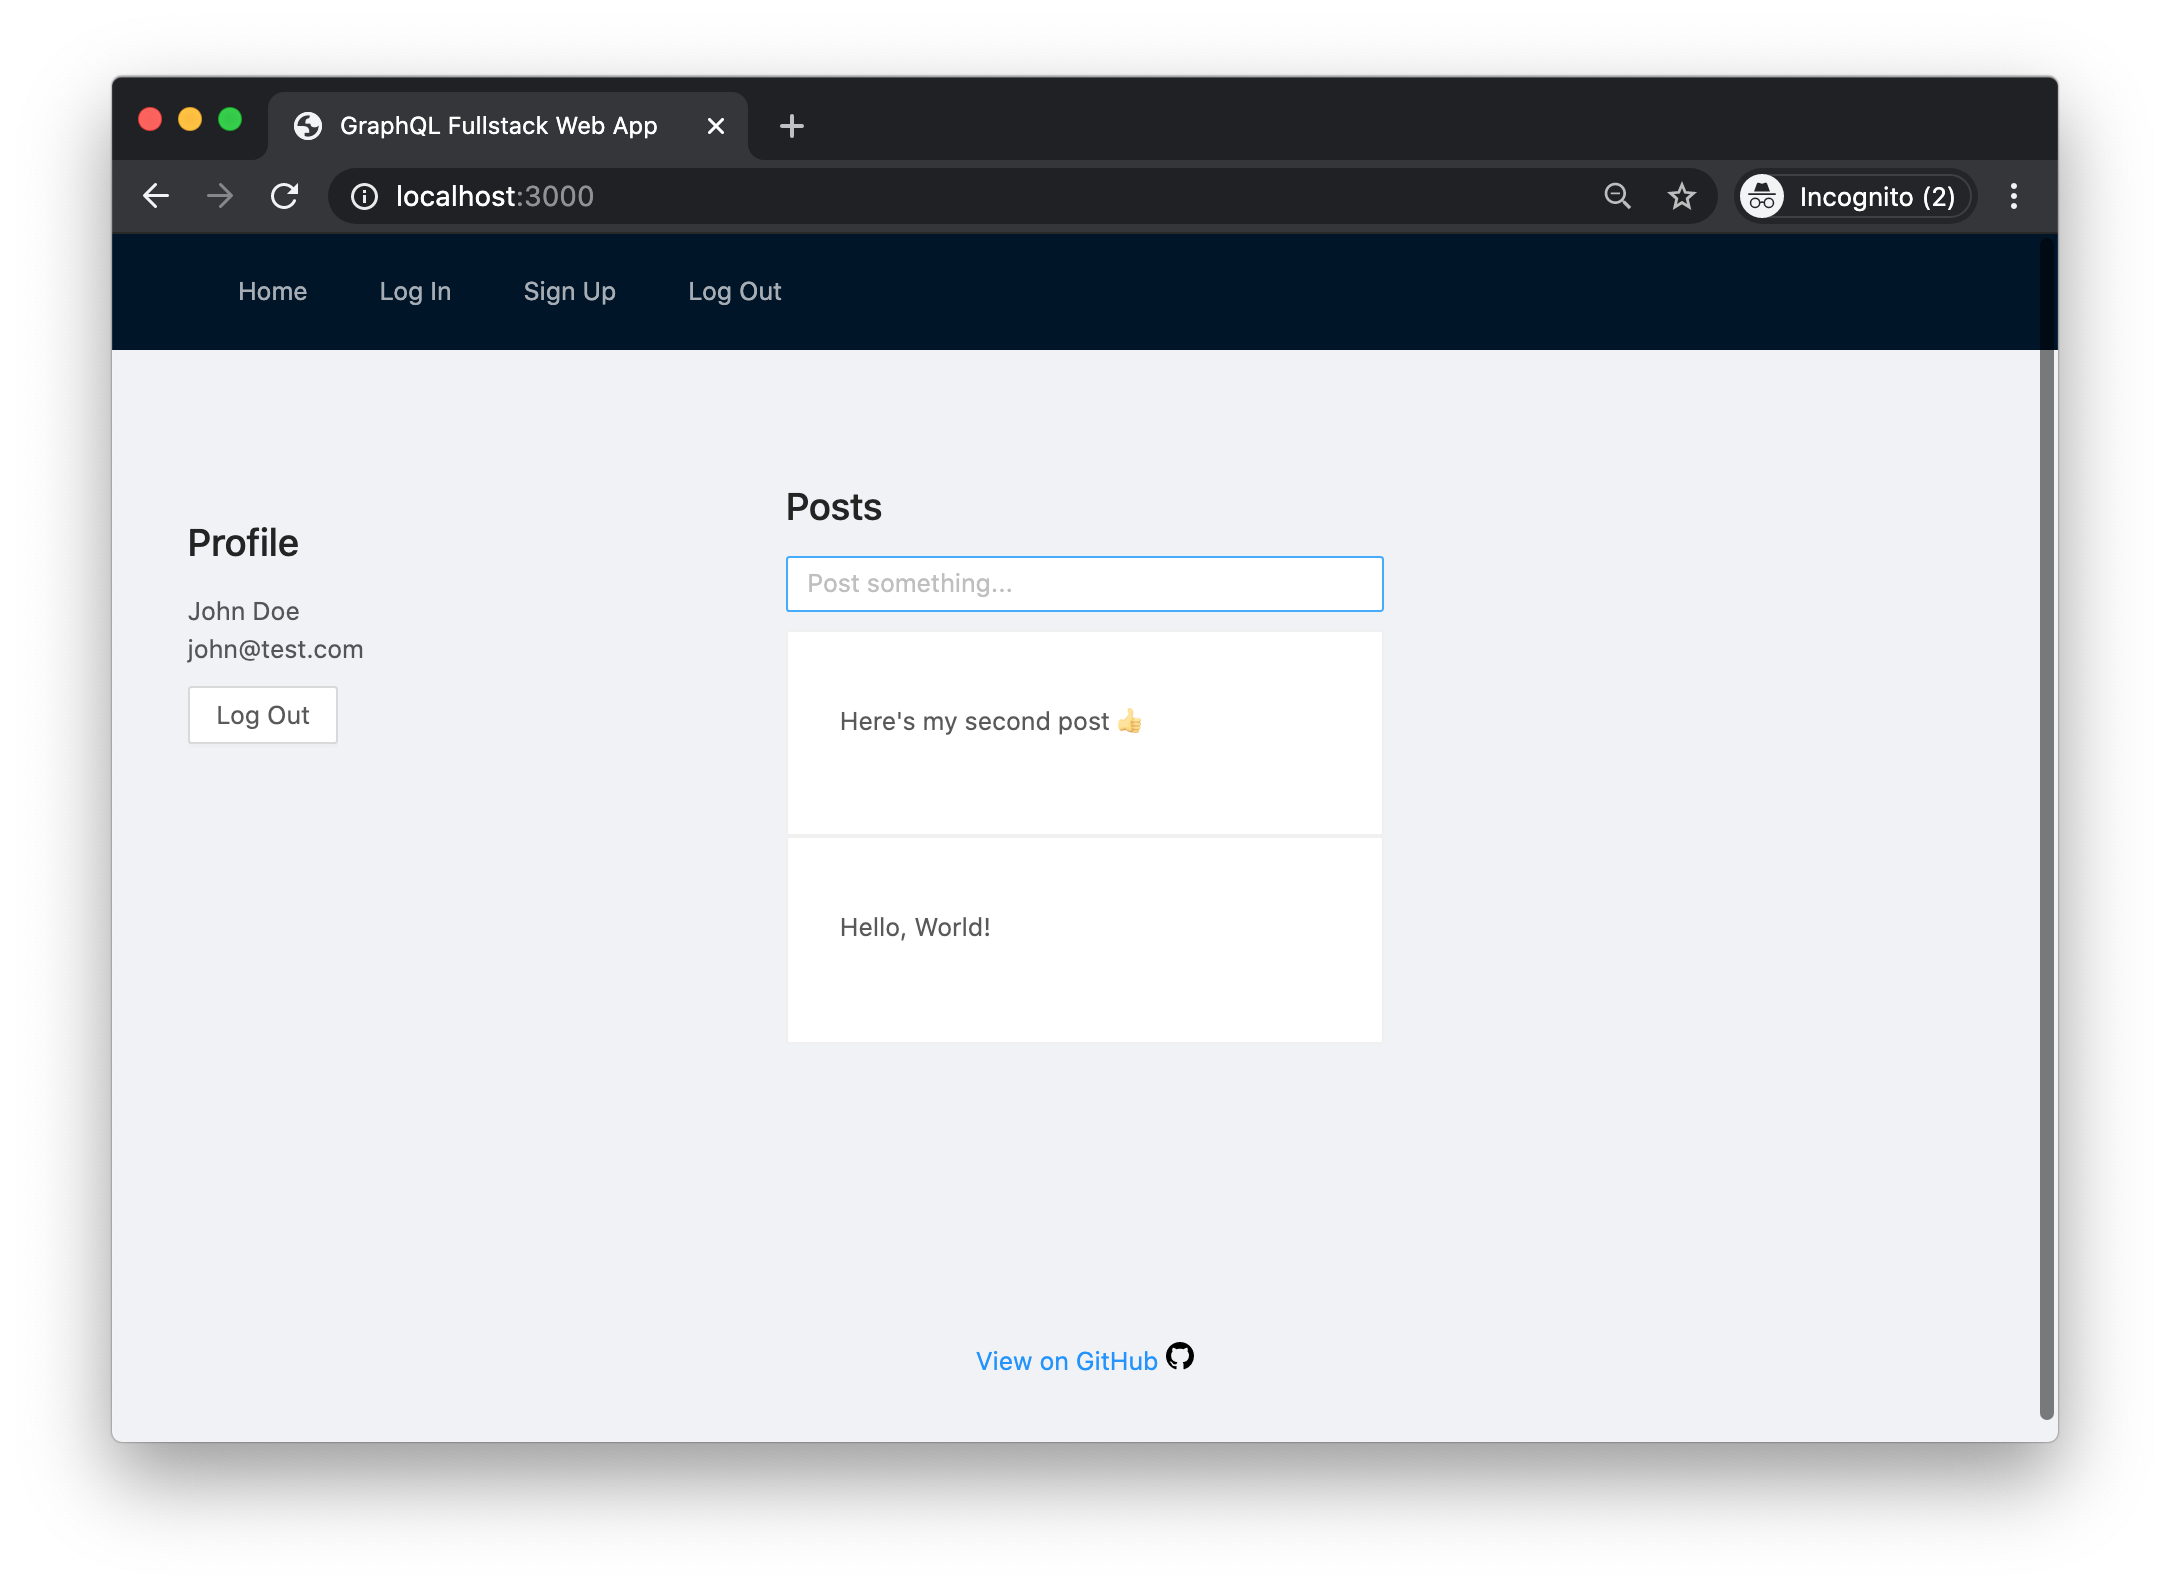 GraphQL Fullstack Web App
localhost:3000
Incognito (2)
Home Log In Sign Up Log Out
Profile
John Doe
john@test.com
Log Out
Posts
Post something...
Here's my second post 👍
Hello, World!
View on GitHub